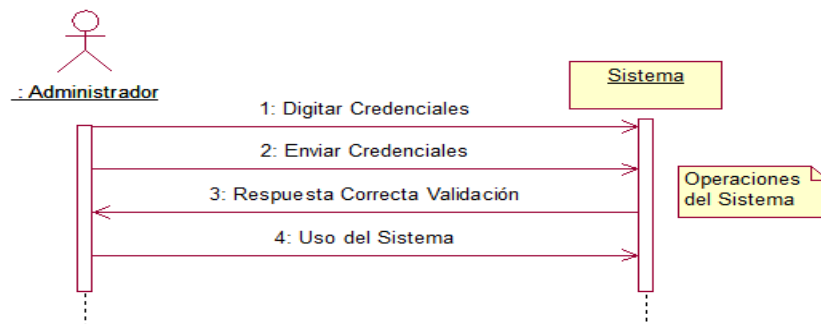 : Administrador
Sistema
1: Digitar Credenciales
2: Enviar Credenciales
3: Respuesta Correcta Validación
4: Uso del Sistema
Operaciones
del Sistema